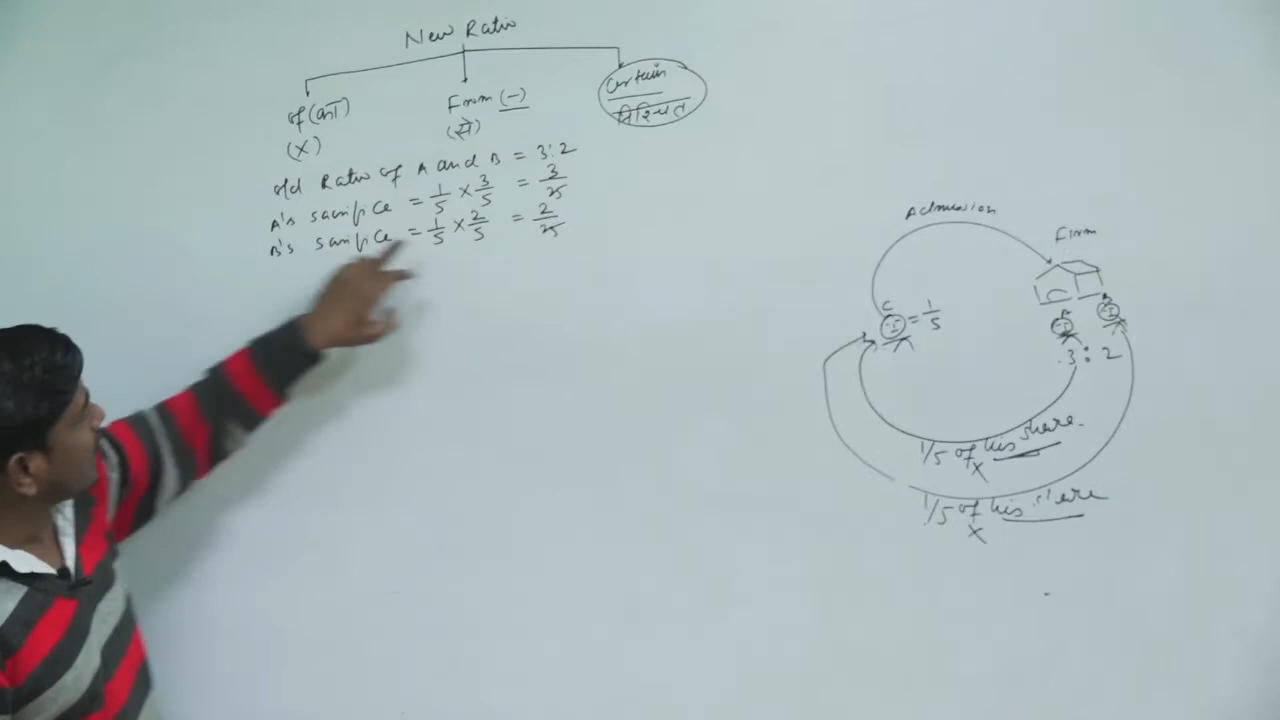 New Ratio
of (का) From (-) Certain
(X) (से) निश्चित
old Ratio of A and B = 3:2
A's sacrifice = 1/5 × 3/5 = 3/25
B's sarifice = 1/5 × 2/5 = 2/25
Admission
Firm
C = 1/5
A B
3 : 2
1/5 of his share.
X
1/5 of his share
X